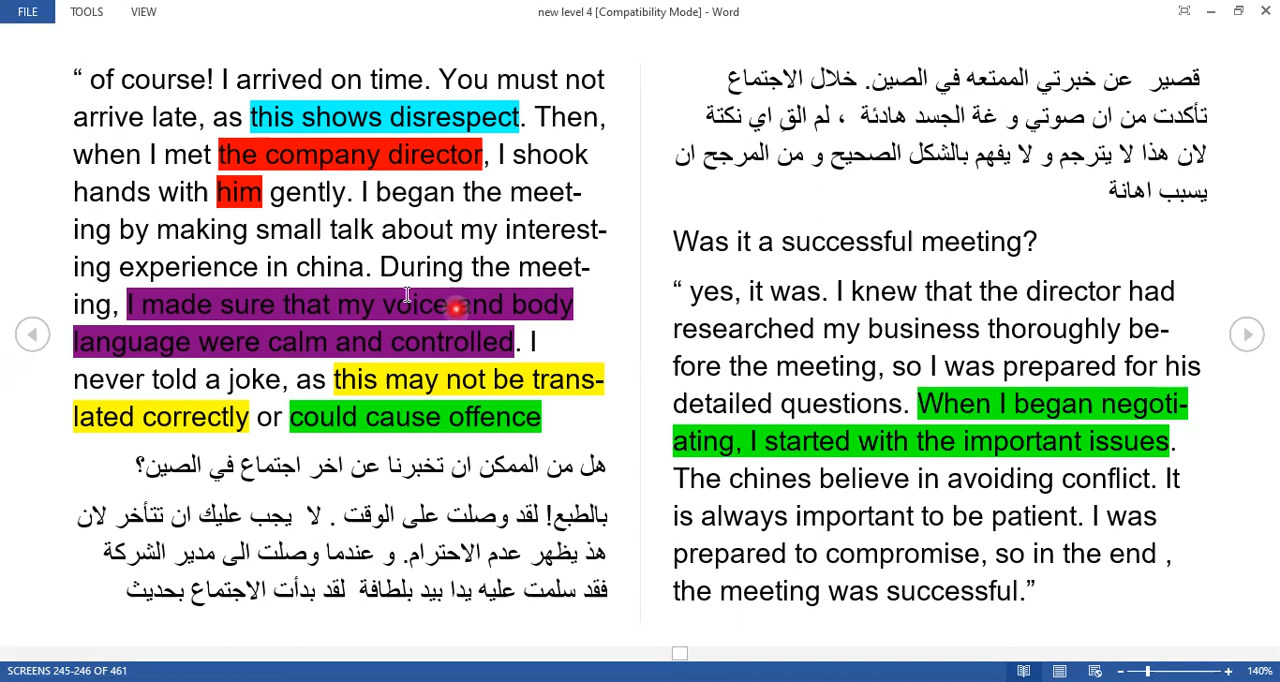 FILE TOOLS VIEW new level 4 [Compatibility Mode] - Word
“ of course! I arrived on time. You must not
arrive late, as this shows disrespect. Then,
when I met the company director, I shook
hands with him gently. I began the meet-
ing by making small talk about my interest-
ing experience in china. During the meet-
ing, I made sure that my voice and body
language were calm and controlled. I
never told a joke, as this may not be trans-
lated correctly or could cause offence
هل من الممكن ان تخبرنا عن اخر اجتماع في الصين؟
بالطبع! لقد وصلت على الوقت . لا يجب عليك ان تتأخر لان
هذ يظهر عدم الاحترام. و عندما وصلت الى مدير الشركة
فقد سلمت عليه يدا بيد بلطافة لقد بدأت الاجتماع بحديث
قصير عن خبرتي الممتعه في الصين. خلال الاجتماع
تأكدت من ان صوتي و غة الجسد هادئة ، لم القِ اي نكتة
لان هذا لا يترجم و لا يفهم بالشكل الصحيح و من المرجح ان
يسبب اهانة
Was it a successful meeting?
“ yes, it was. I knew that the director had
researched my business thoroughly be-
fore the meeting, so I was prepared for his
detailed questions. When I began negoti-
ating, I started with the important issues.
The chines believe in avoiding conflict. It
is always important to be patient. I was
prepared to compromise, so in the end ,
the meeting was successful.”
SCREENS 245-246 OF 461 140%